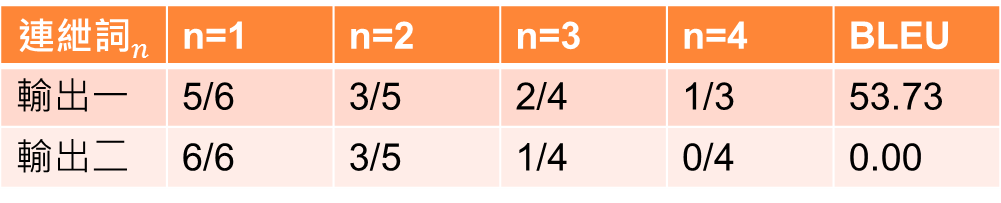 連紲詞n n=1 n=2 n=3 n=4 BLEU
輸出一 5/6 3/5 2/4 1/3 53.73
輸出二 6/6 3/5 1/4 0/4 0.00